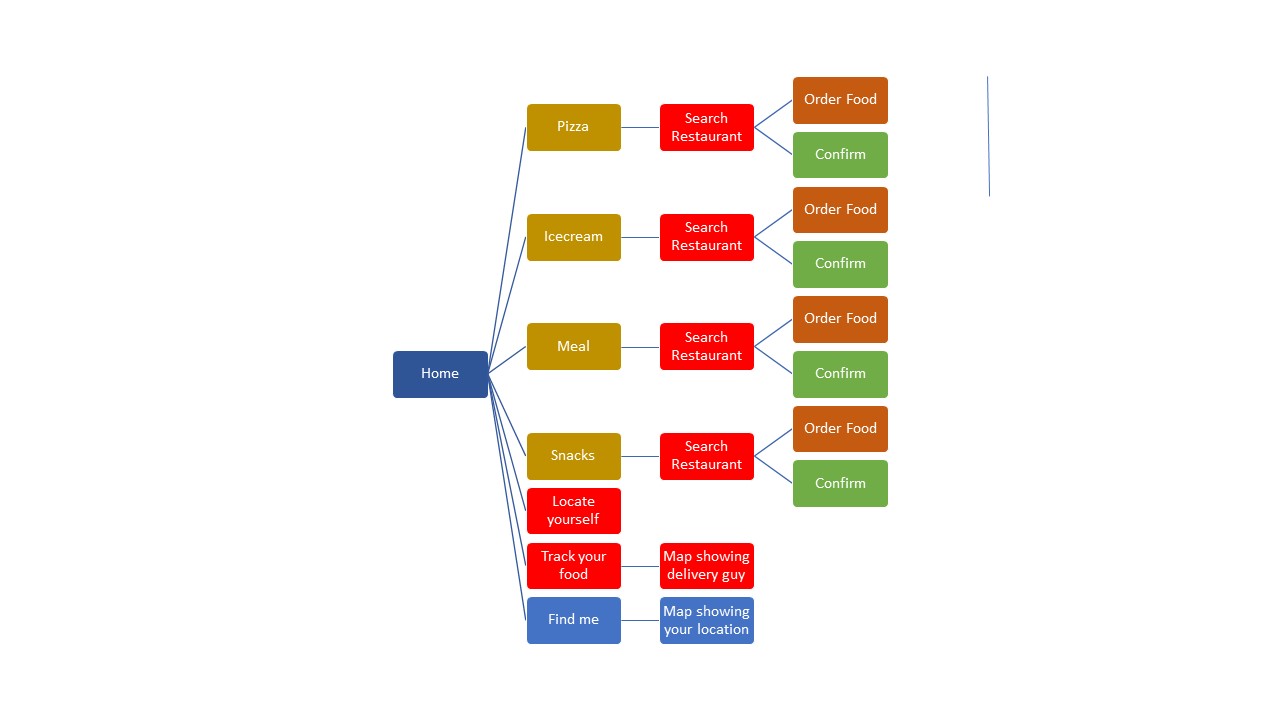 Order Food
Pizza
Search
Restaurant
Confirm
Order Food
Icecream
Search
Restaurant
Confirm
Order Food
Meal
Search
Restaurant
Confirm
Home
Order Food
Snacks
Search
Restaurant
Confirm
Locate
yourself
Track your
food
Map showing
delivery guy
Find me
Map showing
your location